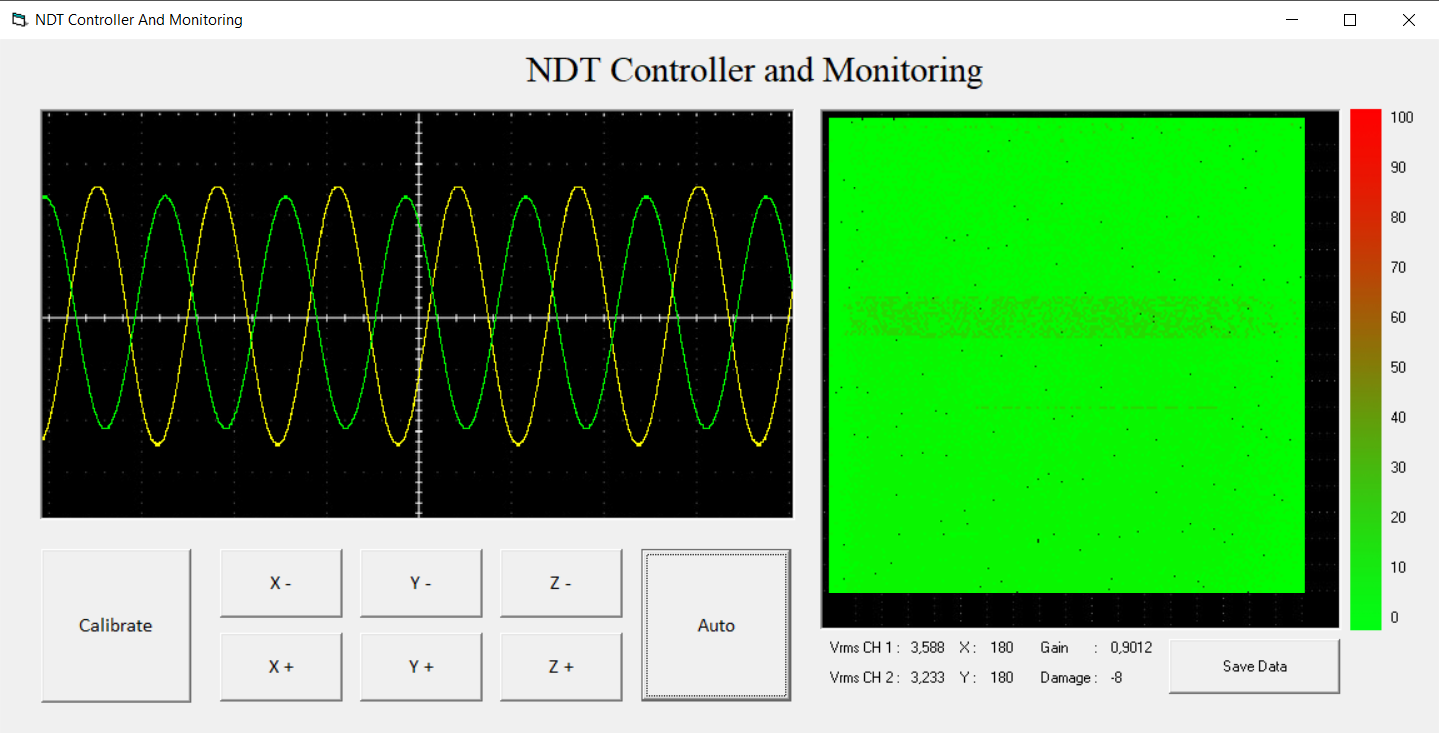 NDT Controller And Monitoring
NDT Controller and Monitoring
100
90
80
70
60
50
40
30
20
10
0
Calibrate
X -
Y -
Z -
X +
Y +
Z +
Auto
Vrms CH 1 : 3,588 X : 180 Gain : 0,9012
Vrms CH 2 : 3,233 Y : 180 Damage : -8
Save Data